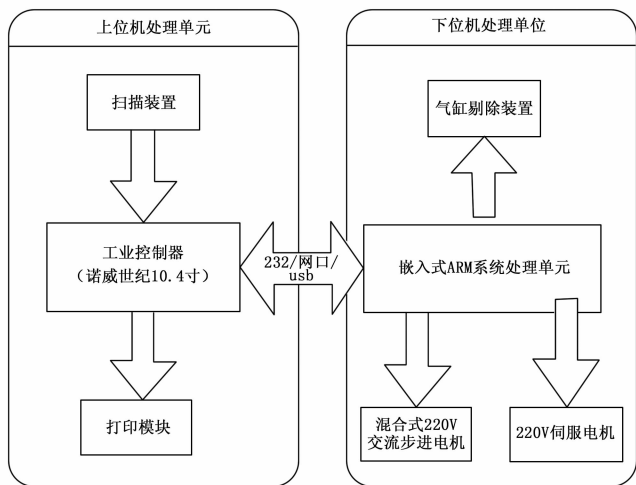 上位机处理单元
扫描装置
工业控制器
（诺威世纪10.4寸）
打印模块
232/网口/
usb
下位机处理单位
气缸剔除装置
嵌入式ARM系统处理单元
混合式220V
交流步进电机
220V伺服电机